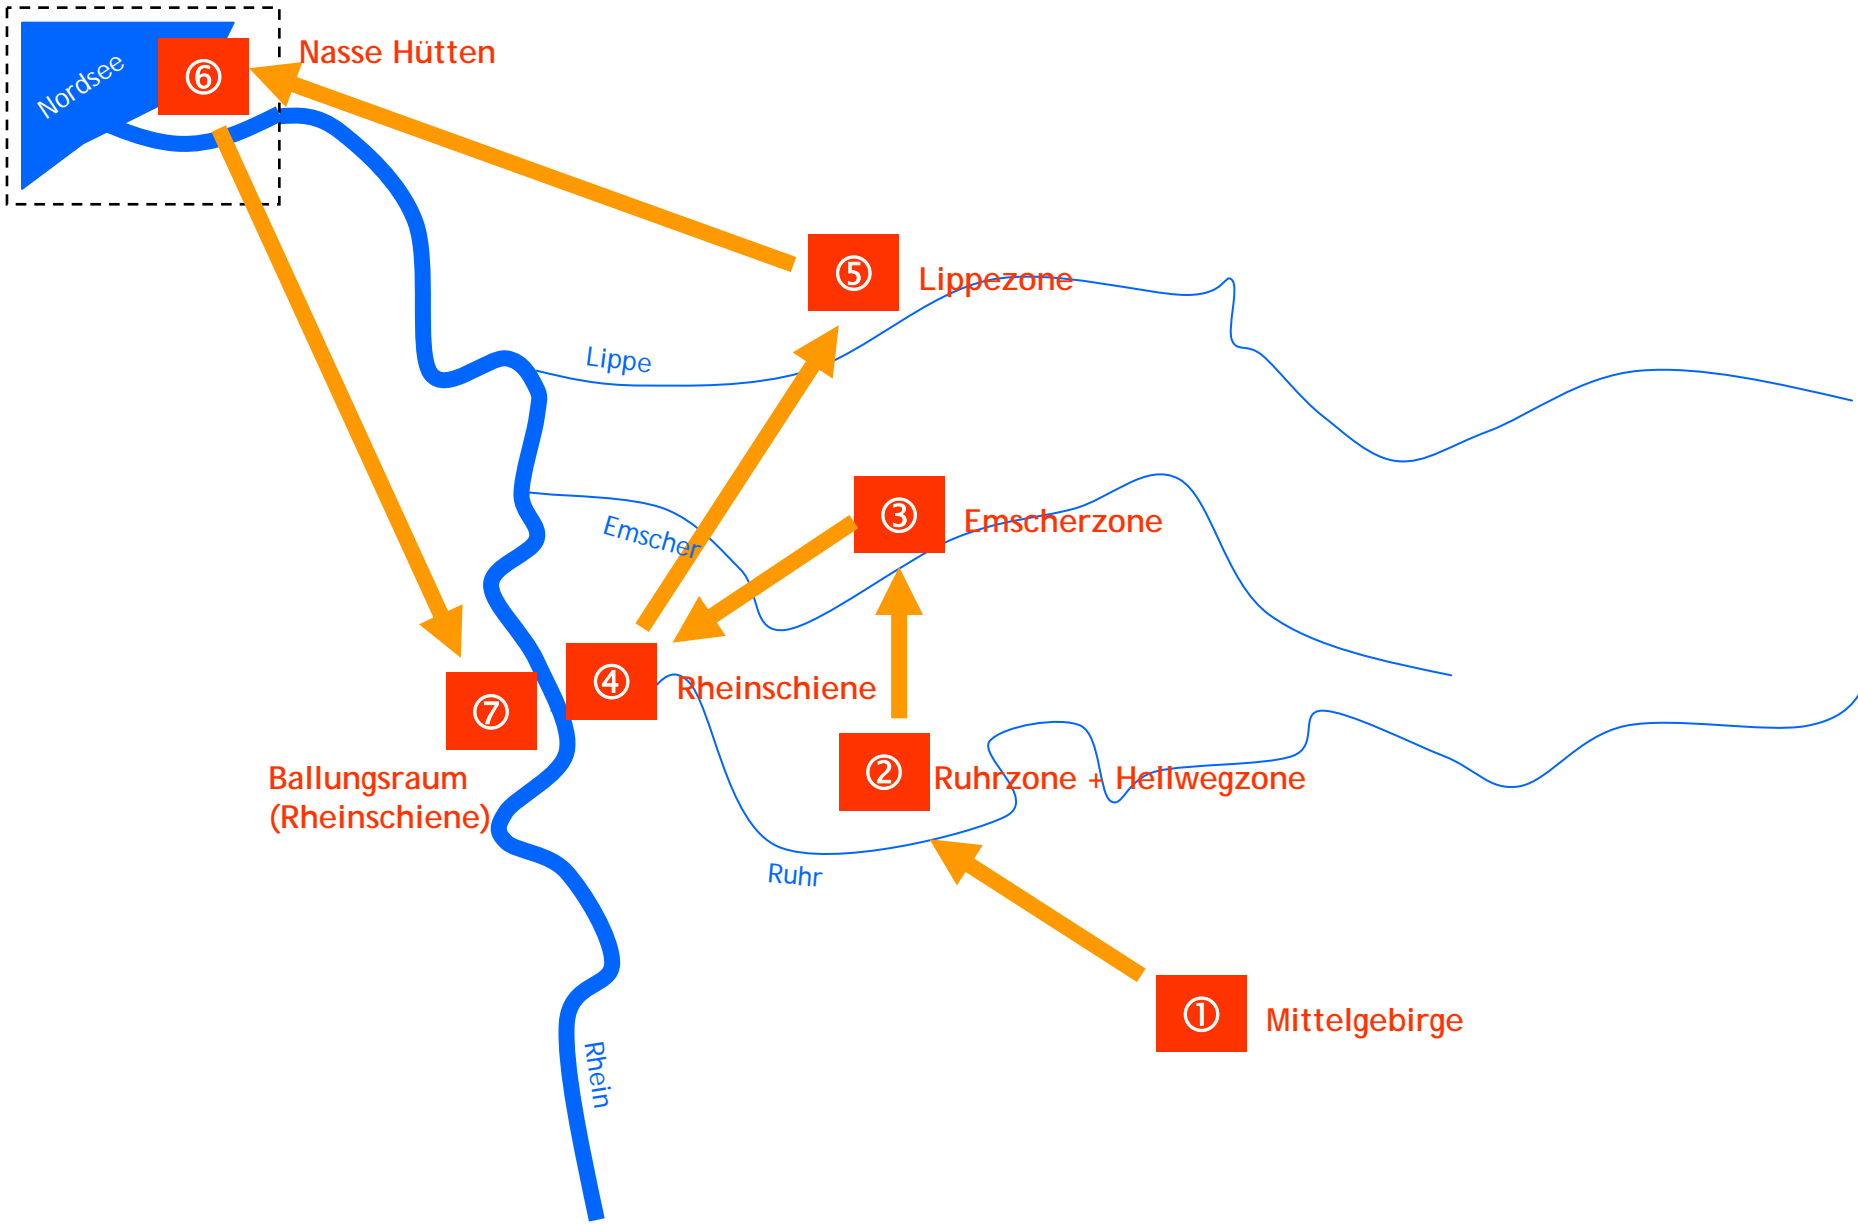 Nordsee
⑥
Nasse Hütten
⑤
Lippezone
Lippe
③
Emscherzone
Emscher
④
Rheinschiene
⑦
Ballungsraum
(Rheinschiene)
②
Ruhrzone + Hellwegzone
Ruhr
①
Mittelgebirge
Rhein